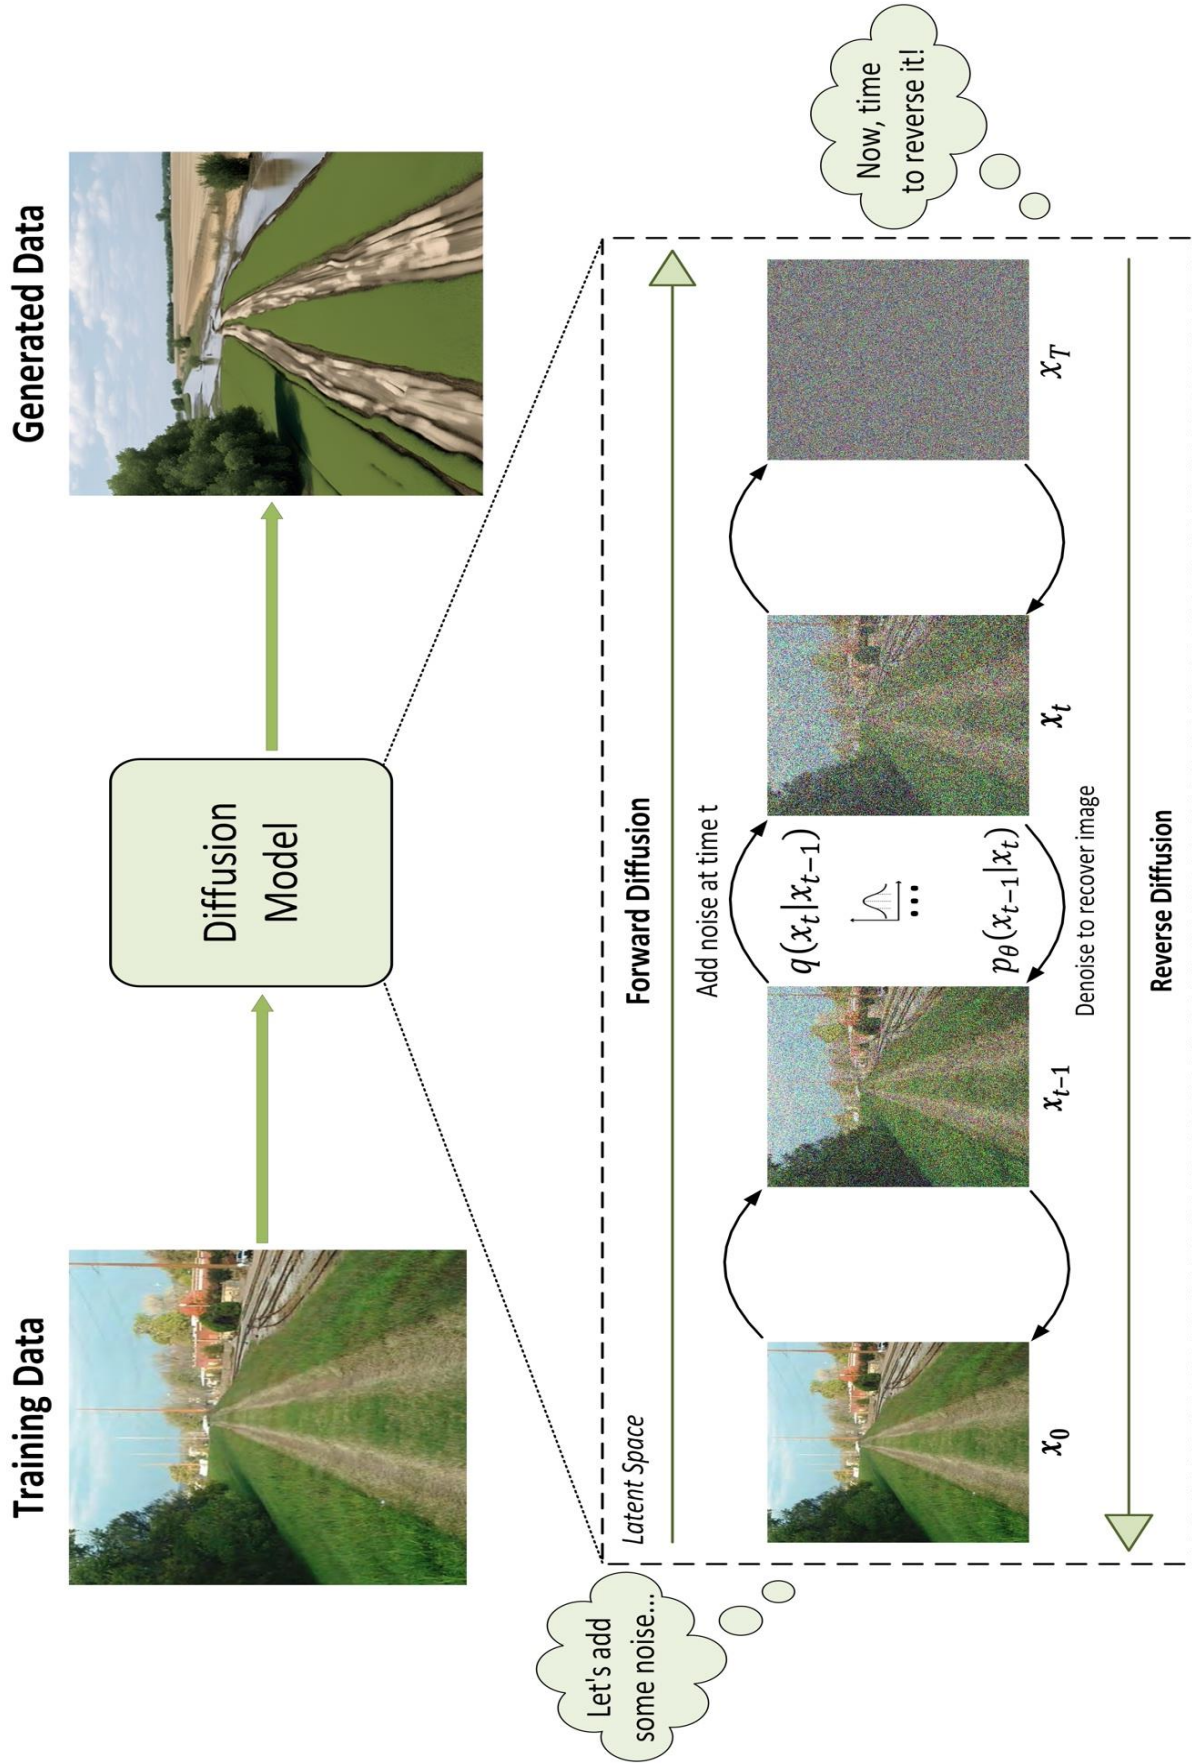 Training Data
Generated Data
Diffusion
Model
Let's add
some noise...
Latent Space
Forward Diffusion
Add noise at time t
q(x_t|x_{t−1})
...
p_θ(x_{t−1}|x_t)
Denoise to recover image
x_0
x_{t−1}
x_t
x_T
Reverse Diffusion
Now, time
to reverse it!